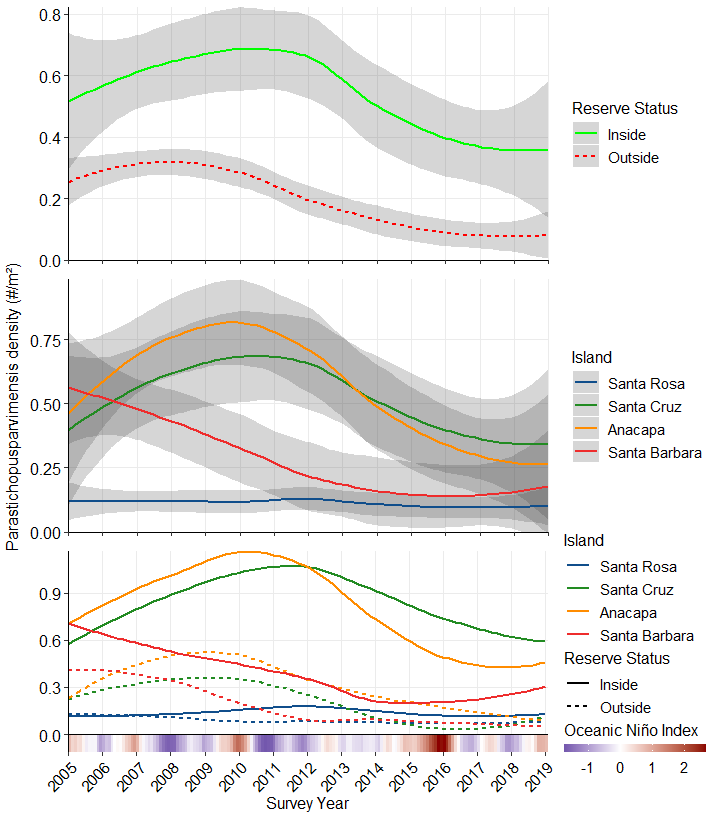 Parastichopusparvimensis density (#/m²)
0.8
0.6
0.4
0.2
0.0
Reserve Status
Inside
Outside
0.75
0.50
0.25
0.00
Island
Santa Rosa
Santa Cruz
Anacapa
Santa Barbara
0.9
0.6
0.3
0.0
Island
Santa Rosa
Santa Cruz
Anacapa
Santa Barbara
Reserve Status
Inside
Outside
Oceanic Niño Index
-1 0 1 2
2005 2006 2007 2008 2009 2010 2011 2012 2013 2014 2015 2016 2017 2018 2019
Survey Year